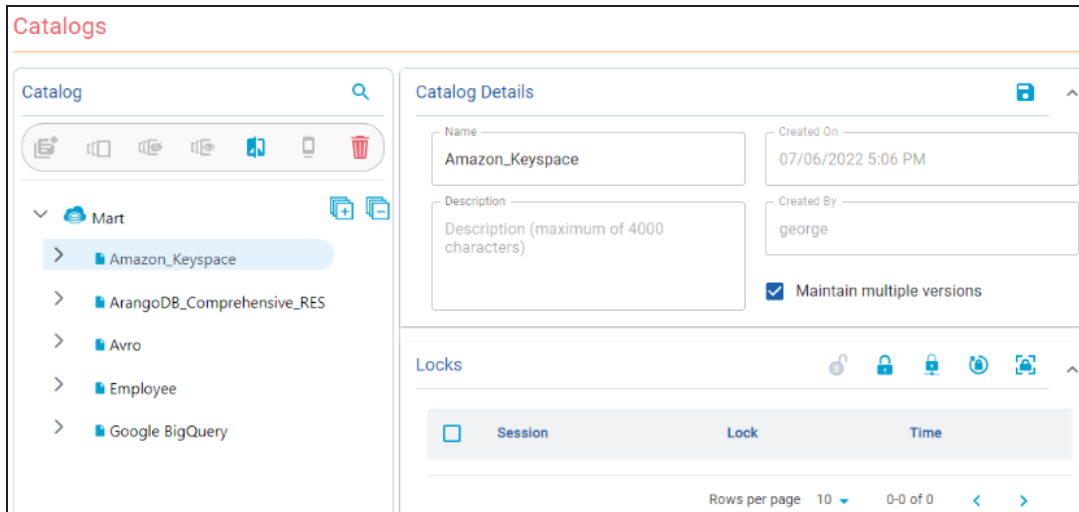 Catalogs
Catalog
Mart
Amazon_Keyspace
ArangoDB_Comprehensive_RES
Avro
Employee
Google BigQuery
Catalog Details
Name
Amazon_Keyspace
Created On
07/06/2022 5:06 PM
Description
Description (maximum of 4000
characters)
Created By
george
Maintain multiple versions
Locks
Session Lock Time
Rows per page 10 0-0 of 0